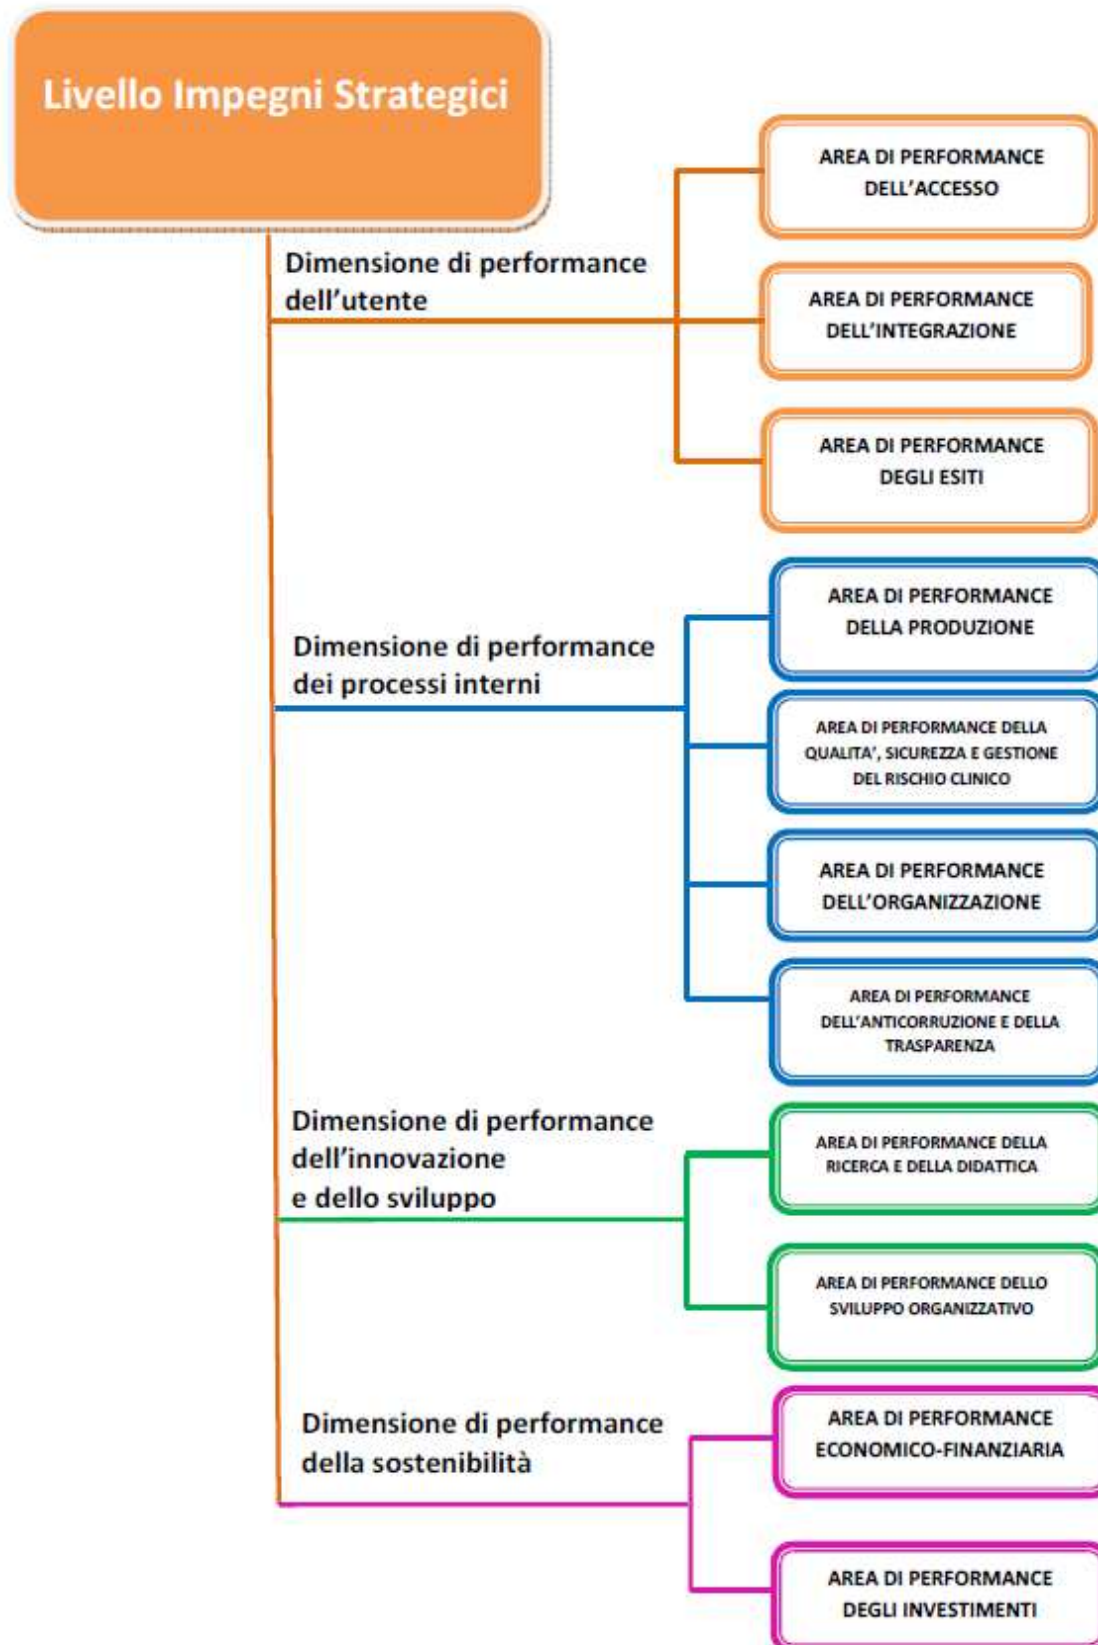 Livello Impegni Strategici
Dimensione di performance
dell'utente
AREA DI PERFORMANCE
DELL'ACCESSO
AREA DI PERFORMANCE
DELL'INTEGRAZIONE
AREA DI PERFORMANCE
DEGLI ESITI
Dimensione di performance
dei processi interni
AREA DI PERFORMANCE
DELLA PRODUZIONE
AREA DI PERFORMANCE DELLA
QUALITA', SICUREZZA E GESTIONE
DEL RISCHIO CLINICO
AREA DI PERFORMANCE
DELL'ORGANIZZAZIONE
AREA DI PERFORMANCE
DELL'ANTICORRUZIONE E DELLA
TRASPARENZA
Dimensione di performance
dell'innovazione
e dello sviluppo
AREA DI PERFORMANCE DELLA
RICERCA E DELLA DIDATTICA
AREA DI PERFORMANCE DELLO
SVILUPPO ORGANIZZATIVO
Dimensione di performance
della sostenibilità
AREA DI PERFORMANCE
ECONOMICO-FINANZIARIA
AREA DI PERFORMANCE
DEGLI INVESTIMENTI